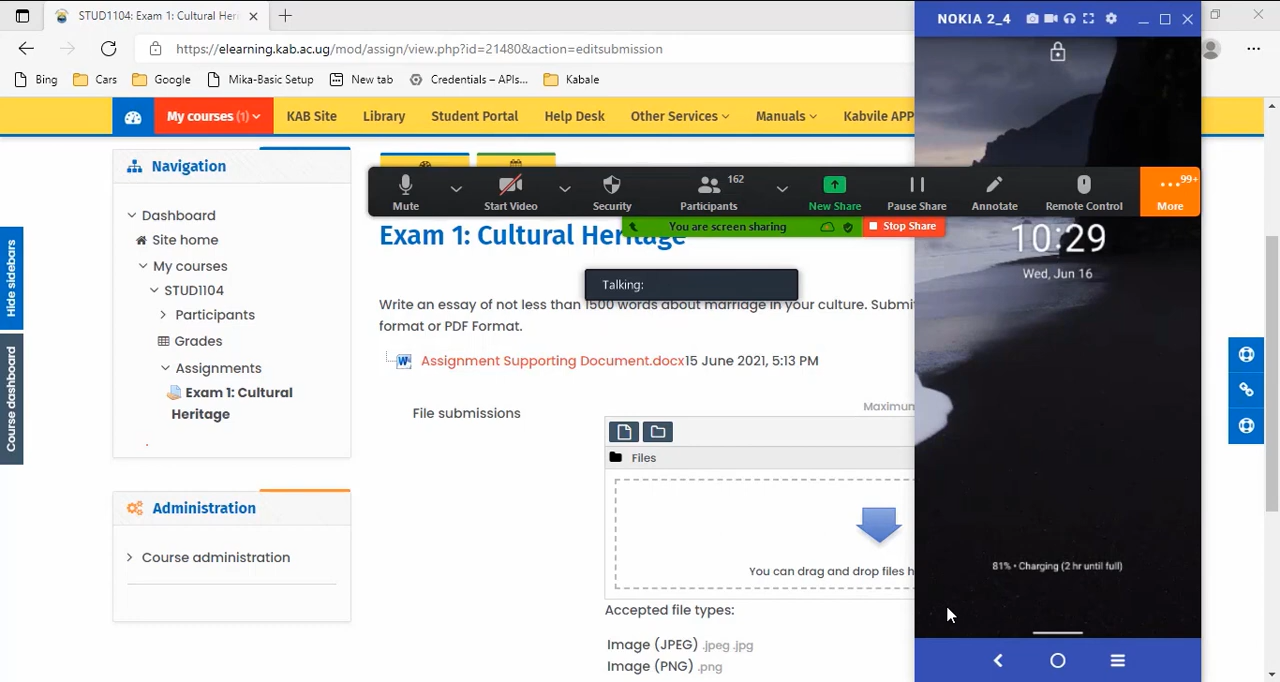 STUD1104: Exam 1: Cultural Her
https://elearning.kab.ac.ug/mod/assign/view.php?id=21480&action=editsubmission
Bing Cars Google Mika-Basic Setup New tab Credentials – APIs... Kabale
My courses (1) KAB Site Library Student Portal Help Desk Other Services Manuals Kabvile APP
Hide sidebars
Course dashboard
Navigation
Dashboard
Site home
My courses
STUD1104
Participants
Grades
Assignments
Exam 1: Cultural
Heritage
Administration
Course administration
Mute Start Video Security Participants 162 New Share Pause Share Annotate Remote Control More 99+
You are screen sharing Stop Share
Exam 1: Cultural Heritage
Talking:
Write an essay of not less than 1500 words about marriage in your culture. Submi
format or PDF Format.
Assignment Supporting Document.docx 15 June 2021, 5:13 PM
File submissions
Maximum
Files
You can drag and drop files h
Accepted file types:
Image (JPEG) .jpeg .jpg
Image (PNG) .png
NOKIA 2_4
10:29
Wed, Jun 16
81% • Charging (2 hr until full)